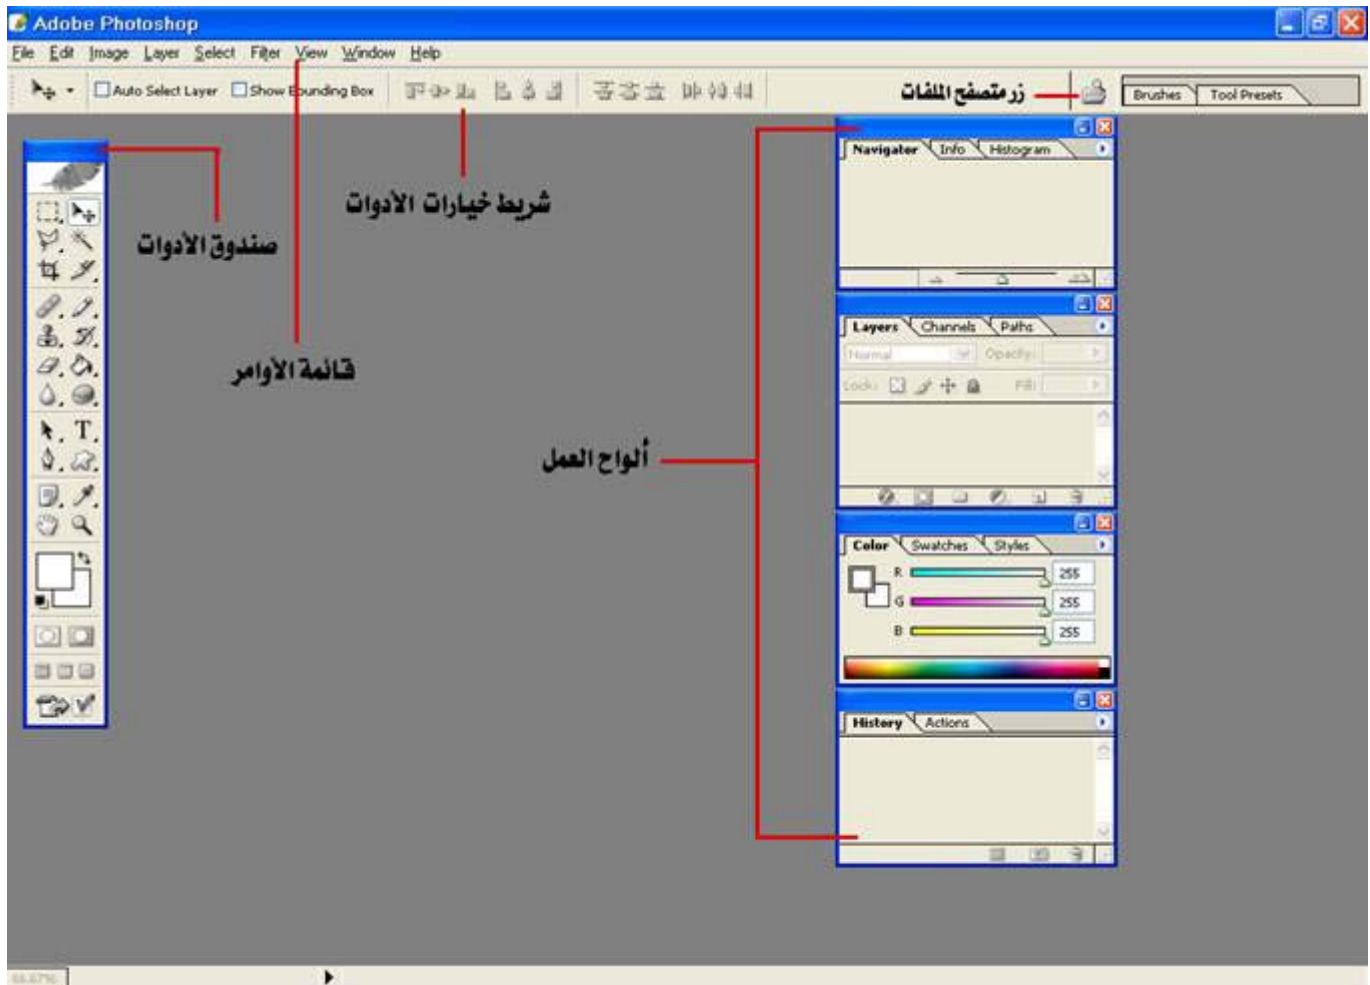 Adobe Photoshop
File Edit Image Layer Select Filter View Window Help
Auto Select Layer Show Bounding Box زر متصفح الملفات Brushes Tool Presets
Navigator Info Histogram
شريط خيارات الأدوات
صندوق الأدوات
قائمة الأوامر
ألواح العمل
Layers Channels Paths
Normal Opacity:
Lock: Fill:
Color Swatches Styles
R 255
G 255
B 255
History Actions
T
66.67%